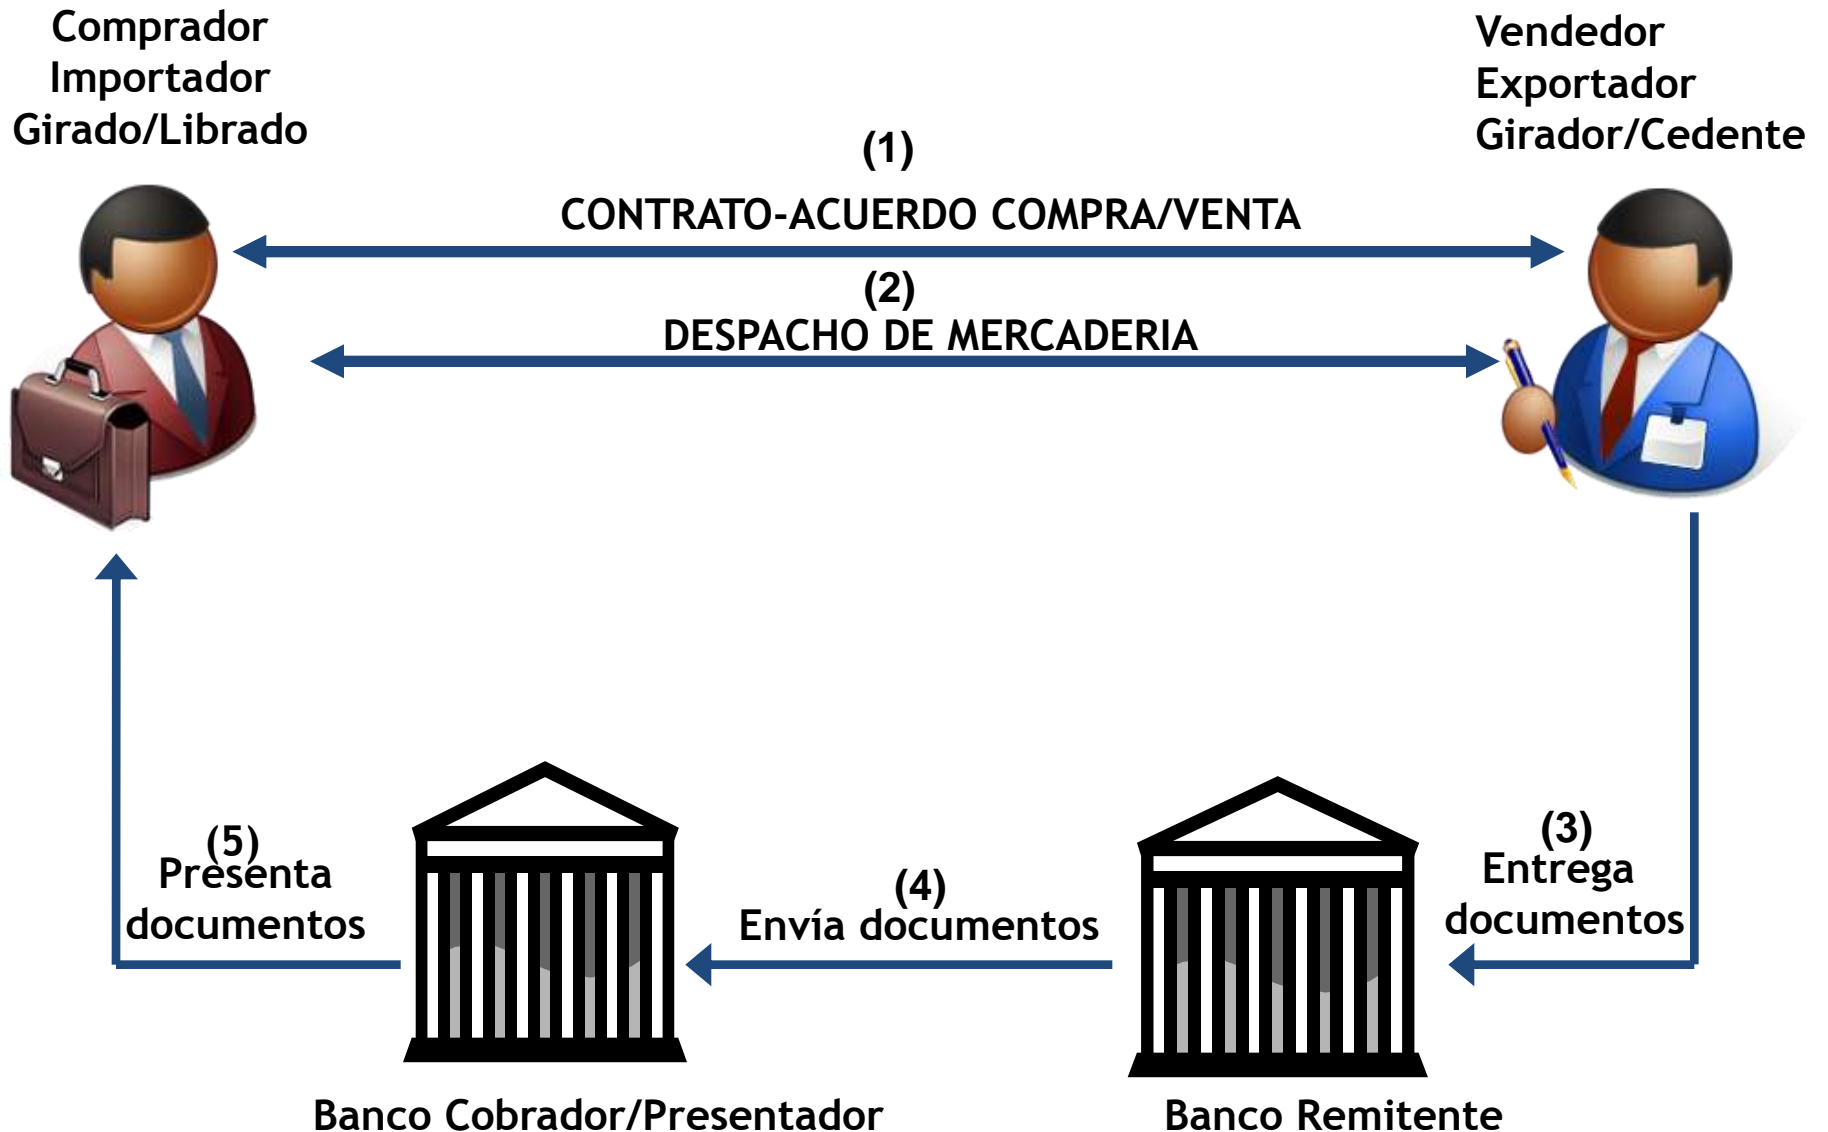 Comprador
Importador
Girado/Librado
Vendedor
Exportador
Girador/Cedente
(1)
CONTRATO-ACUERDO COMPRA/VENTA
(2)
DESPACHO DE MERCADERIA
(5)
Presenta
documentos
(4)
Envía documentos
(3)
Entrega
documentos
Banco Cobrador/Presentador
Banco Remitente